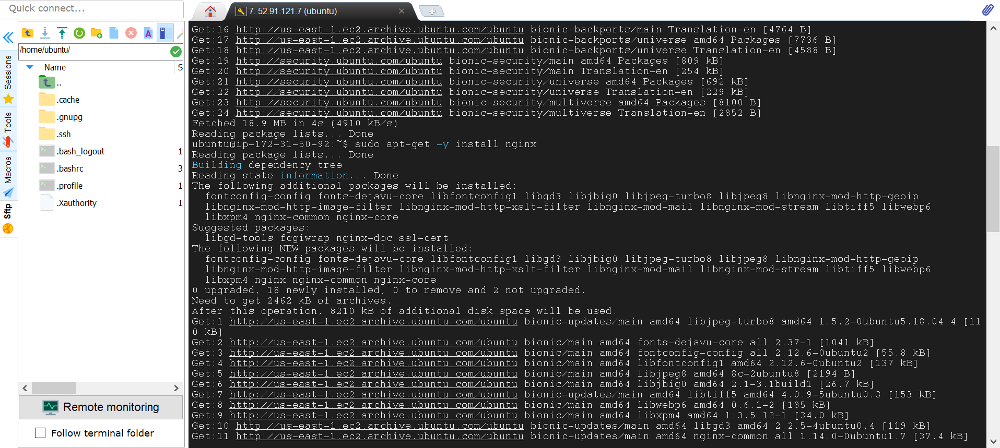 Quick connect...
7. 52.91.121.7 (ubuntu)
/home/ubuntu/
Name
S
..
.cache
.gnupg
.ssh
.bash_logout 1
.bashrc 3
.profile 1
.Xauthority 1
Sessions
Tools
Macros
Sftp
Remote monitoring
Follow terminal folder
Get:16 http://us-east-1.ec2.archive.ubuntu.com/ubuntu bionic-backports/main Translation-en [4764 B]
Get:17 http://us-east-1.ec2.archive.ubuntu.com/ubuntu bionic-backports/universe amd64 Packages [7736 B]
Get:18 http://us-east-1.ec2.archive.ubuntu.com/ubuntu bionic-backports/universe Translation-en [4588 B]
Get:19 http://security.ubuntu.com/ubuntu bionic-security/main amd64 Packages [809 kB]
Get:20 http://security.ubuntu.com/ubuntu bionic-security/main Translation-en [254 kB]
Get:21 http://security.ubuntu.com/ubuntu bionic-security/universe amd64 Packages [692 kB]
Get:22 http://security.ubuntu.com/ubuntu bionic-security/universe Translation-en [229 kB]
Get:23 http://security.ubuntu.com/ubuntu bionic-security/multiverse amd64 Packages [8100 B]
Get:24 http://security.ubuntu.com/ubuntu bionic-security/multiverse Translation-en [2852 B]
Fetched 18.9 MB in 4s (4910 kB/s)
Reading package lists... Done
ubuntu@ip-172-31-50-92:~$ sudo apt-get -y install nginx
Reading package lists... Done
Building dependency tree
Reading state information... Done
The following additional packages will be installed:
fontconfig-config fonts-dejavu-core libfontconfig1 libgd3 libjbig0 libjpeg-turbo8 libjpeg8 libnginx-mod-http-geoip
libnginx-mod-http-image-filter libnginx-mod-http-xslt-filter libnginx-mod-mail libnginx-mod-stream libtiff5 libwebp6
libxpm4 nginx-common nginx-core
Suggested packages:
libgd-tools fcgiwrap nginx-doc ssl-cert
The following NEW packages will be installed:
fontconfig-config fonts-dejavu-core libfontconfig1 libgd3 libjbig0 libjpeg-turbo8 libjpeg8 libnginx-mod-http-geoip
libnginx-mod-http-image-filter libnginx-mod-http-xslt-filter libnginx-mod-mail libnginx-mod-stream libtiff5 libwebp6
libxpm4 nginx nginx-common nginx-core
0 upgraded, 18 newly installed, 0 to remove and 2 not upgraded.
Need to get 2462 kB of archives.
After this operation, 8210 kB of additional disk space will be used.
Get:1 http://us-east-1.ec2.archive.ubuntu.com/ubuntu bionic-updates/main amd64 libjpeg-turbo8 amd64 1.5.2-0ubuntu5.18.04.4 [11
0 kB]
Get:2 http://us-east-1.ec2.archive.ubuntu.com/ubuntu bionic/main amd64 fonts-dejavu-core all 2.37-1 [1041 kB]
Get:3 http://us-east-1.ec2.archive.ubuntu.com/ubuntu bionic/main amd64 fontconfig-config all 2.12.6-0ubuntu2 [55.8 kB]
Get:4 http://us-east-1.ec2.archive.ubuntu.com/ubuntu bionic/main amd64 libfontconfig1 amd64 2.12.6-0ubuntu2 [137 kB]
Get:5 http://us-east-1.ec2.archive.ubuntu.com/ubuntu bionic/main amd64 libjpeg8 amd64 8c-2ubuntu8 [2194 B]
Get:6 http://us-east-1.ec2.archive.ubuntu.com/ubuntu bionic/main amd64 libjbig0 amd64 2.1-3.1build1 [26.7 kB]
Get:7 http://us-east-1.ec2.archive.ubuntu.com/ubuntu bionic-updates/main amd64 libtiff5 amd64 4.0.9-5ubuntu0.3 [153 kB]
Get:8 http://us-east-1.ec2.archive.ubuntu.com/ubuntu bionic/main amd64 libwebp6 amd64 0.6.1-2 [185 kB]
Get:9 http://us-east-1.ec2.archive.ubuntu.com/ubuntu bionic/main amd64 libxpm4 amd64 1:3.5.12-1 [34.0 kB]
Get:10 http://us-east-1.ec2.archive.ubuntu.com/ubuntu bionic-updates/main amd64 libgd3 amd64 2.2.5-4ubuntu0.4 [119 kB]
Get:11 http://us-east-1.ec2.archive.ubuntu.com/ubuntu bionic-updates/main amd64 nginx-common all 1.14.0-0ubuntu1.7 [37.4 kB]